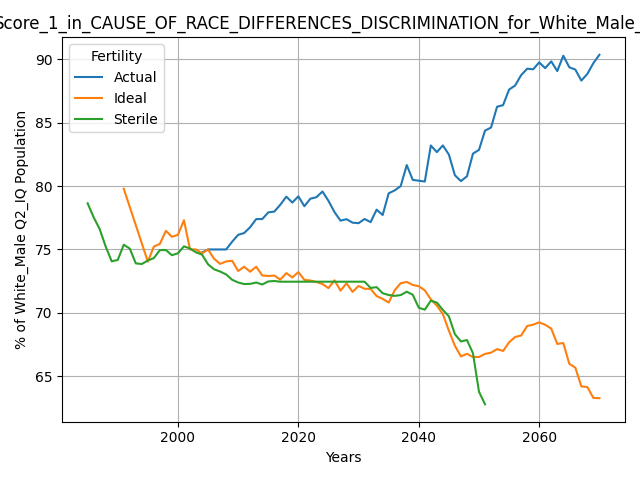 Score_1_in_CAUSE_OF_RACE_DIFFERENCES_DISCRIMINATION_for_White_Male_
Fertility
Actual
Ideal
Sterile
% of White_Male Q2_IQ Population
90
85
80
75
70
65
2000
2020
2040
2060
Years